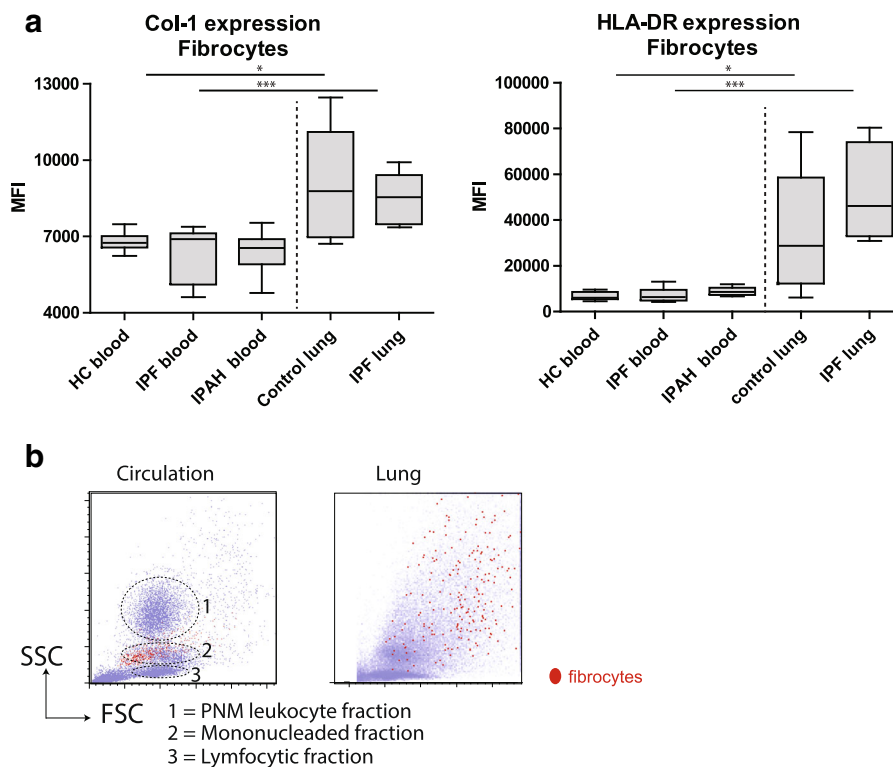 a
Col-1 expression
Fibrocytes
*
***
13000
10000
7000
4000
MFI
HC blood
IPF blood
IPAH blood
Control lung
IPF lung
HLA-DR expression
Fibrocytes
*
***
100000
80000
60000
40000
20000
0
MFI
HC blood
IPF blood
IPAH blood
control lung
IPF lung
b
Circulation
Lung
1
2
3
SSC
FSC
fibrocytes
1 = PNM leukocyte fraction
2 = Mononucleaded fraction
3 = Lymfocytic fraction